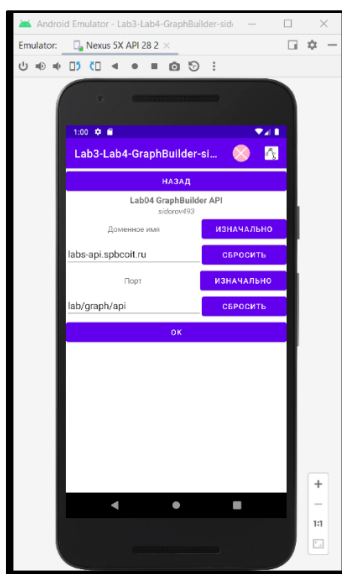 Android Emulator - Lab3-Lab4-GraphBuilder-sid
Emulator: Nexus 5X API 28 2
1:00
Lab3-Lab4-GraphBuilder-si...
НАЗАД
Lab04 GraphBuilder API
sidorov493
Доменное имя ИЗНАЧАЛЬНО
labs-api.spbcoit.ru СБРОСИТЬ
Порт ИЗНАЧАЛЬНО
lab/graph/api СБРОСИТЬ
OK
1:1